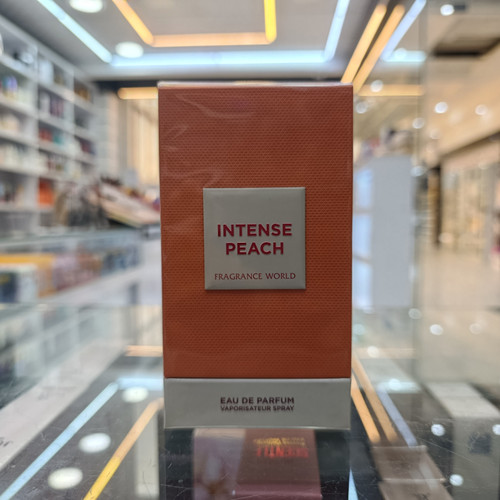 INTENSE
PEACH
FRAGRANCE WORLD
EAU DE PARFUM
VAPORISATEUR SPRAY